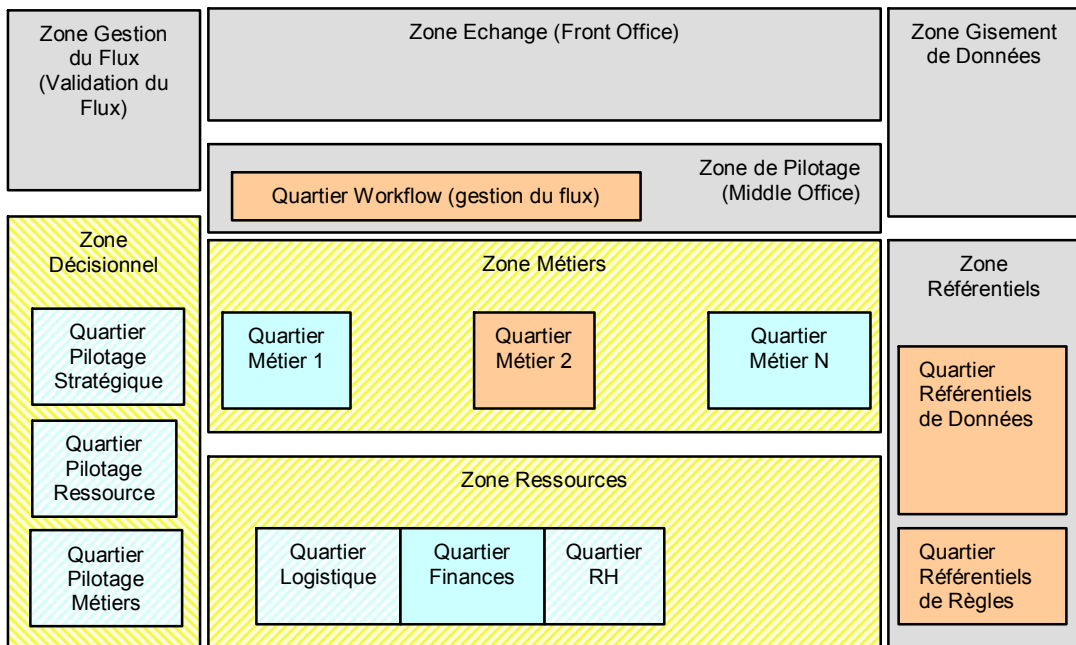 Zone Gestion
du Flux
(Validation du
Flux)
Zone Echange (Front Office)
Zone Gisement
de Données
Zone de Pilotage
(Middle Office)
Quartier Workflow (gestion du flux)
Zone
Décisionnel
Quartier
Pilotage
Stratégique
Quartier
Pilotage
Ressource
Quartier
Pilotage
Métiers
Zone Métiers
Quartier
Métier 1
Quartier
Métier 2
Quartier
Métier N
Zone Ressources
Quartier
Logistique
Quartier
Finances
Quartier
RH
Zone
Référentiels
Quartier
Référentiels
de Données
Quartier
Référentiels
de Règles